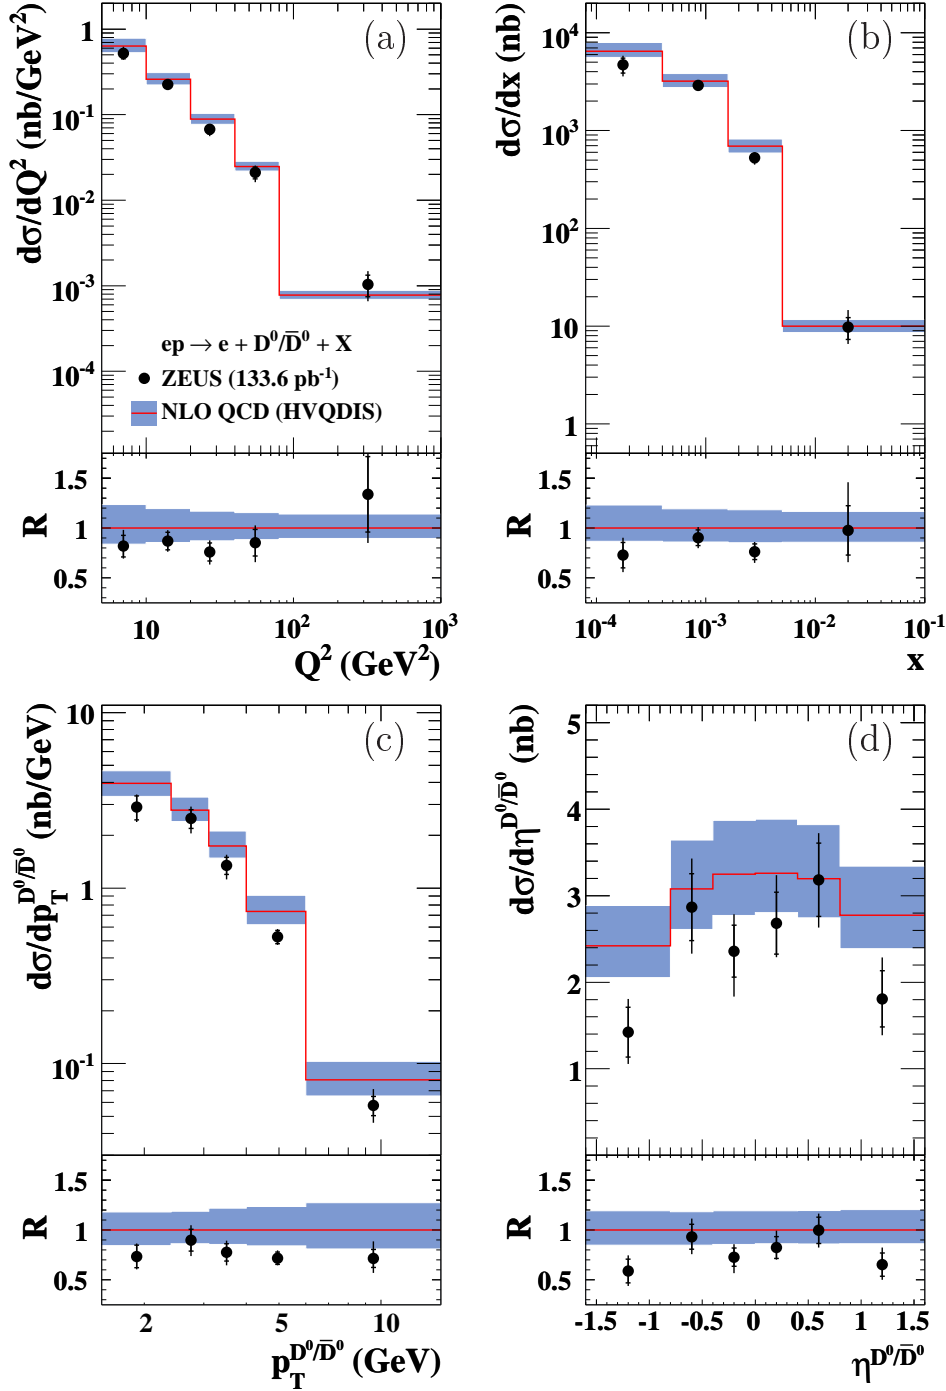 (a)
dσ/dQ² (nb/GeV²)
1
10⁻¹
10⁻²
10⁻³
10⁻⁴
ep → e + D⁰/D̅⁰ + X
ZEUS (133.6 pb⁻¹)
NLO QCD (HVQDIS)
R
1.5
1
0.5
10 10² 10³
Q² (GeV²)
(b)
dσ/dx (nb)
10⁴
10³
10²
10
1
R
1.5
1
0.5
10⁻⁴ 10⁻³ 10⁻² 10⁻¹
x
(c)
dσ/dp_T^{D⁰/D̅⁰} (nb/GeV)
10
1
10⁻¹
R
1.5
1
0.5
2 5 10
p_T^{D⁰/D̅⁰} (GeV)
(d)
dσ/dη^{D⁰/D̅⁰} (nb)
5
4
3
2
1
R
1.5
1
0.5
-1.5 -1 -0.5 0 0.5 1 1.5
η^{D⁰/D̅⁰}